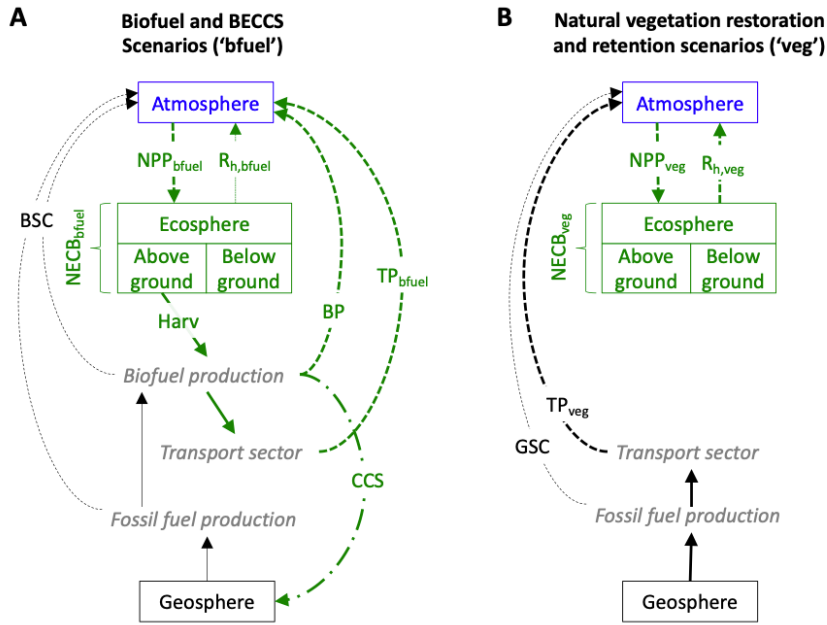 A
Biofuel and BECCS
Scenarios ('bfuel')
Atmosphere
NPPbfuel
Rh,bfuel
BSC
NECBbfuel
Ecosphere
Above
ground
Below
ground
TPbfuel
Harv
BP
Biofuel production
Transport sector
CCS
Fossil fuel production
Geosphere
B
Natural vegetation restoration
and retention scenarios ('veg')
Atmosphere
NPPveg
Rh,veg
NECBveg
Ecosphere
Above
ground
Below
ground
TPveg
GSC
Transport sector
Fossil fuel production
Geosphere